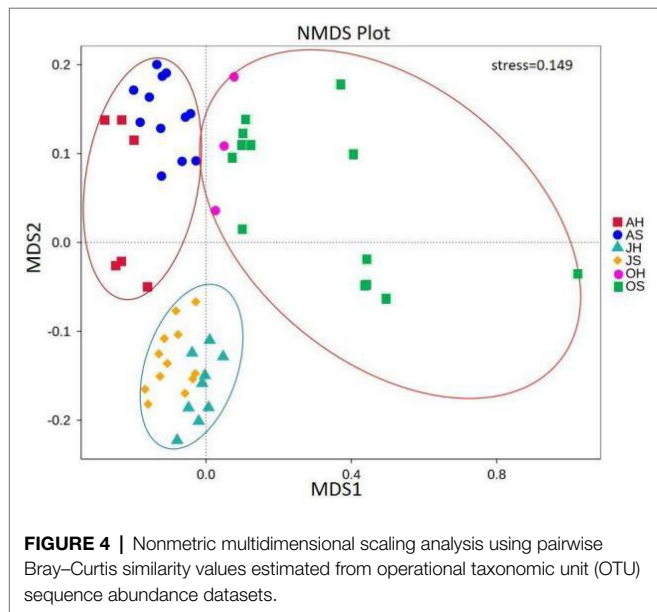 NMDS Plot
stress=0.149
0.2
0.1
0.0
-0.1
-0.2
MDS2
0.0
0.4
0.8
MDS1
AH
AS
JH
JS
OH
OS
FIGURE 4 | Nonmetric multidimensional scaling analysis using pairwise
Bray–Curtis similarity values estimated from operational taxonomic unit (OTU)
sequence abundance datasets.